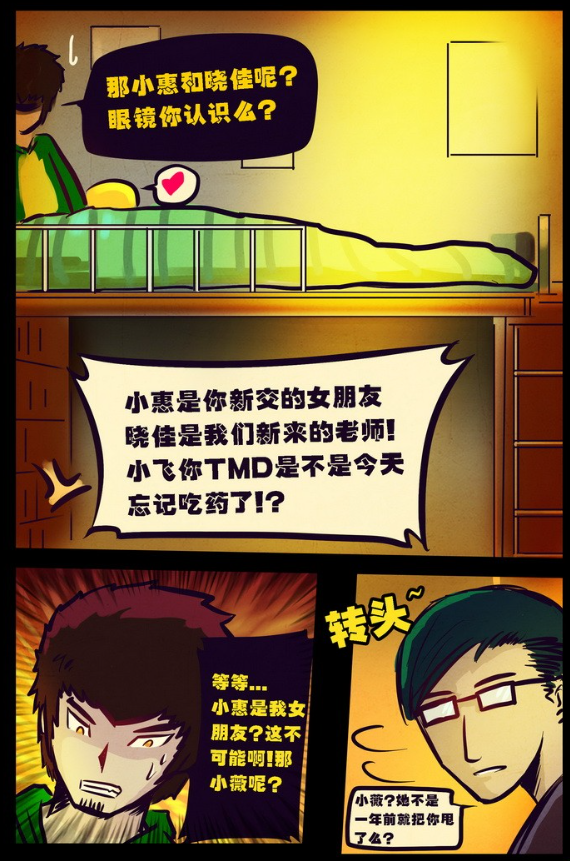 那小惠和晓佳呢?
眼镜你认识么?
小惠是你新交的女朋友
晓佳是我们新来的老师!
小飞你TMD是不是今天
忘记吃药了!?
等等...
小惠是我女
朋友?这不
可能啊!那
小薇呢?
转头~
小薇?她不是
一年前就把你甩
了么?